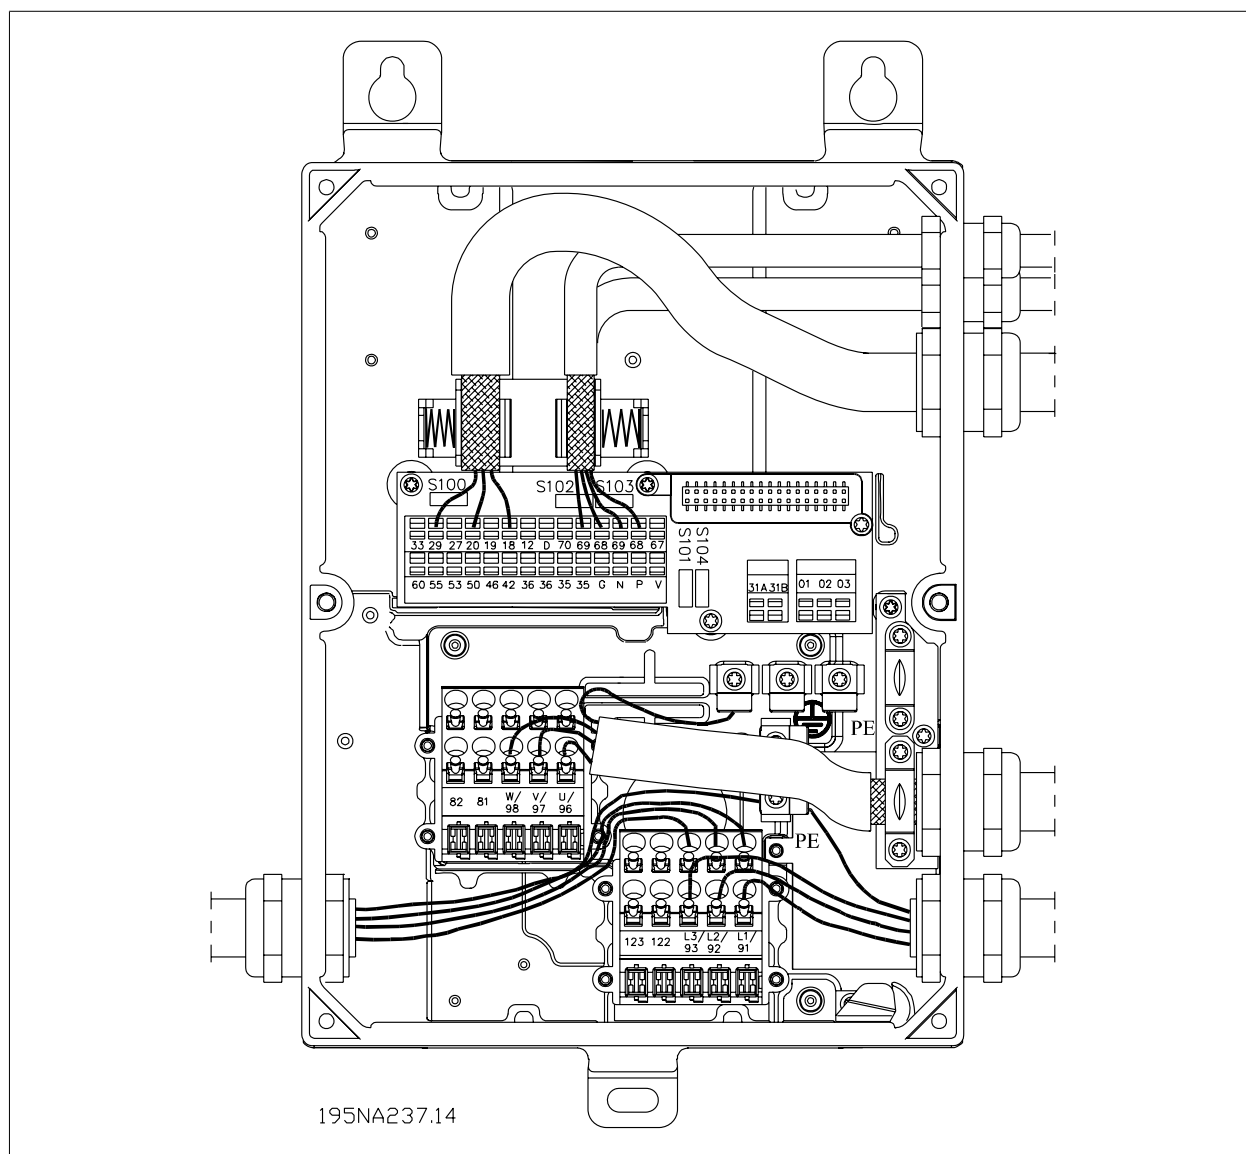 S100 S102 S103
33 29 27 20 19 18 12 D 70 69 68 69 68 67
60 55 53 50 46 42 36 36 35 35 G N P V
S101 S104
31A 31B 01 02 03
PE
82 81 W/98 V/97 U/96
PE
123 122 L3/93 L2/92 L1/91
195NA237.14